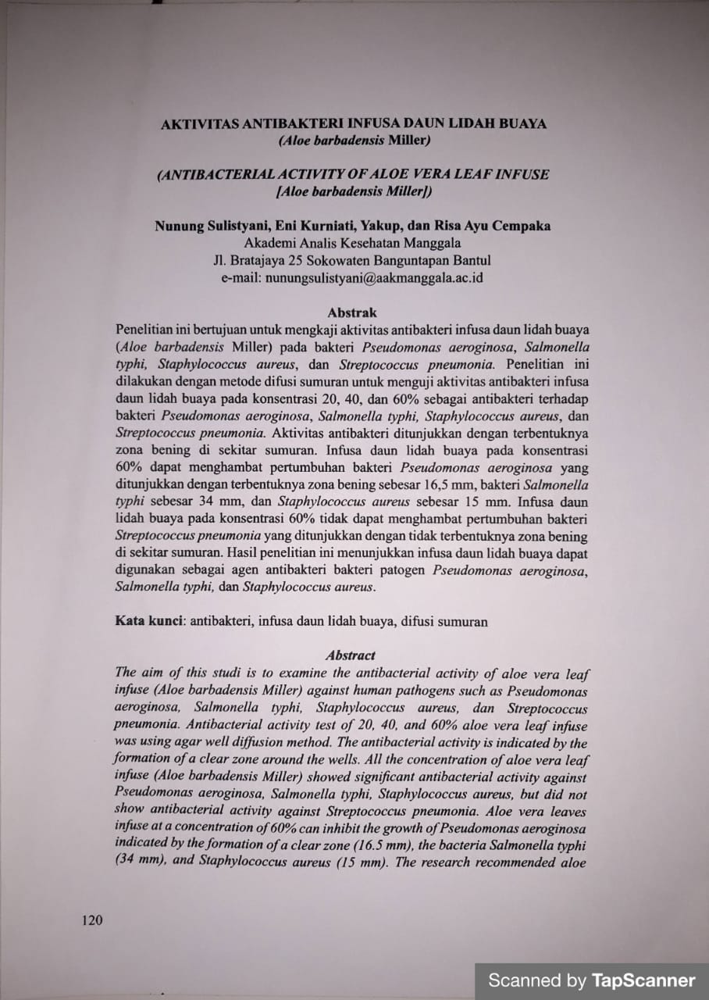 AKTIVITAS ANTIBAKTERI INFUSA DAUN LIDAH BUAYA
(Aloe barbadensis Miller)
(ANTIBACTERIAL ACTIVITY OF ALOE VERA LEAF INFUSE
[Aloe barbadensis Miller])
Nunung Sulistyani, Eni Kurniati, Yakup, dan Risa Ayu Cempaka
Akademi Analis Kesehatan Manggala
Jl. Bratajaya 25 Sokowaten Banguntapan Bantul
e-mail: nunungsulistyani@aakmanggala.ac.id
Abstrak
Penelitian ini bertujuan untuk mengkaji aktivitas antibakteri infusa daun lidah buaya
(Aloe barbadensis Miller) pada bakteri Pseudomonas aeroginosa, Salmonella
typhi, Staphylococcus aureus, dan Streptococcus pneumonia. Penelitian ini
dilakukan dengan metode difusi sumuran untuk menguji aktivitas antibakteri infusa
daun lidah buaya pada konsentrasi 20, 40, dan 60% sebagai antibakteri terhadap
bakteri Pseudomonas aeroginosa, Salmonella typhi, Staphylococcus aureus, dan
Streptococcus pneumonia. Aktivitas antibakteri ditunjukkan dengan terbentuknya
zona bening di sekitar sumuran. Infusa daun lidah buaya pada konsentrasi
60% dapat menghambat pertumbuhan bakteri Pseudomonas aeroginosa yang
ditunjukkan dengan terbentuknya zona bening sebesar 16,5 mm, bakteri Salmonella
typhi sebesar 34 mm, dan Staphylococcus aureus sebesar 15 mm. Infusa daun
lidah buaya pada konsentrasi 60% tidak dapat menghambat pertumbuhan bakteri
Streptococcus pneumonia yang ditunjukkan dengan tidak terbentuknya zona bening
di sekitar sumuran. Hasil penelitian ini menunjukkan infusa daun lidah buaya dapat
digunakan sebagai agen antibakteri bakteri patogen Pseudomonas aeroginosa,
Salmonella typhi, dan Staphylococcus aureus.
Kata kunci: antibakteri, infusa daun lidah buaya, difusi sumuran
Abstract
The aim of this studi is to examine the antibacterial activity of aloe vera leaf
infuse (Aloe barbadensis Miller) against human pathogens such as Pseudomonas
aeroginosa, Salmonella typhi, Staphylococcus aureus, dan Streptococcus
pneumonia. Antibacterial activity test of 20, 40, and 60% aloe vera leaf infuse
was using agar well diffusion method. The antibacterial activity is indicated by the
formation of a clear zone around the wells. All the concentration of aloe vera leaf
infuse (Aloe barbadensis Miller) showed significant antibacterial activity against
Pseudomonas aeroginosa, Salmonella typhi, Staphylococcus aureus, but did not
show antibacterial activity against Streptococcus pneumonia. Aloe vera leaves
infuse at a concentration of 60% can inhibit the growth of Pseudomonas aeroginosa
indicated by the formation of a clear zone (16.5 mm), the bacteria Salmonella typhi
(34 mm), and Staphylococcus aureus (15 mm). The research recommended aloe
120
Scanned by TapScanner